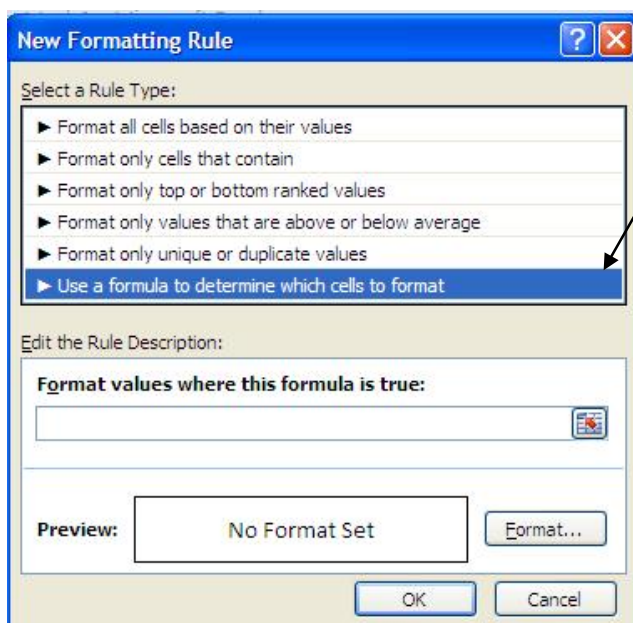 New Formatting Rule
Select a Rule Type:
► Format all cells based on their values
► Format only cells that contain
► Format only top or bottom ranked values
► Format only values that are above or below average
► Format only unique or duplicate values
► Use a formula to determine which cells to format
Edit the Rule Description:
Format values where this formula is true:
Preview: No Format Set Format...
OK Cancel